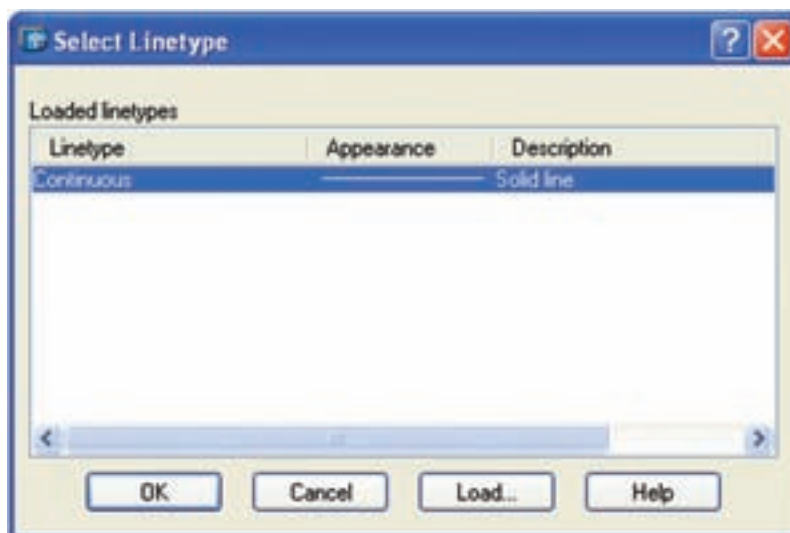 Select Linetype
Loaded linetypes
Linetype Appearance Description
Continuous Solid line
OK Cancel Load... Help